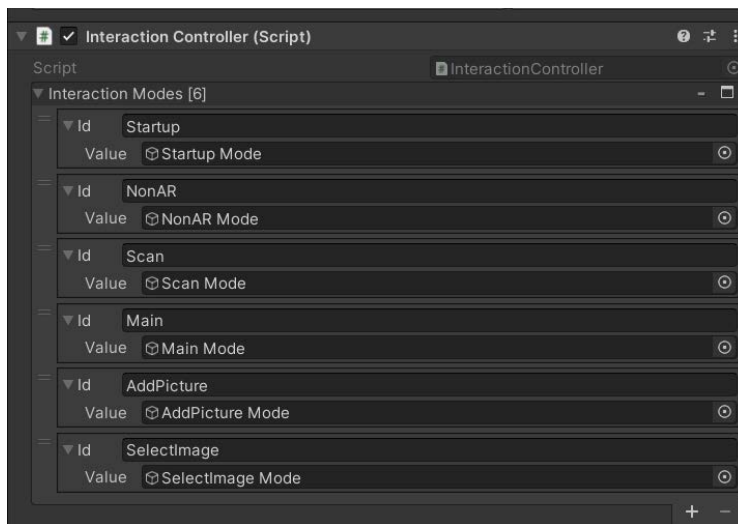 Interaction Controller (Script)
Script InteractionController
Interaction Modes [6]
Id Startup
Value Startup Mode
Id NonAR
Value NonAR Mode
Id Scan
Value Scan Mode
Id Main
Value Main Mode
Id AddPicture
Value AddPicture Mode
Id SelectImage
Value SelectImage Mode